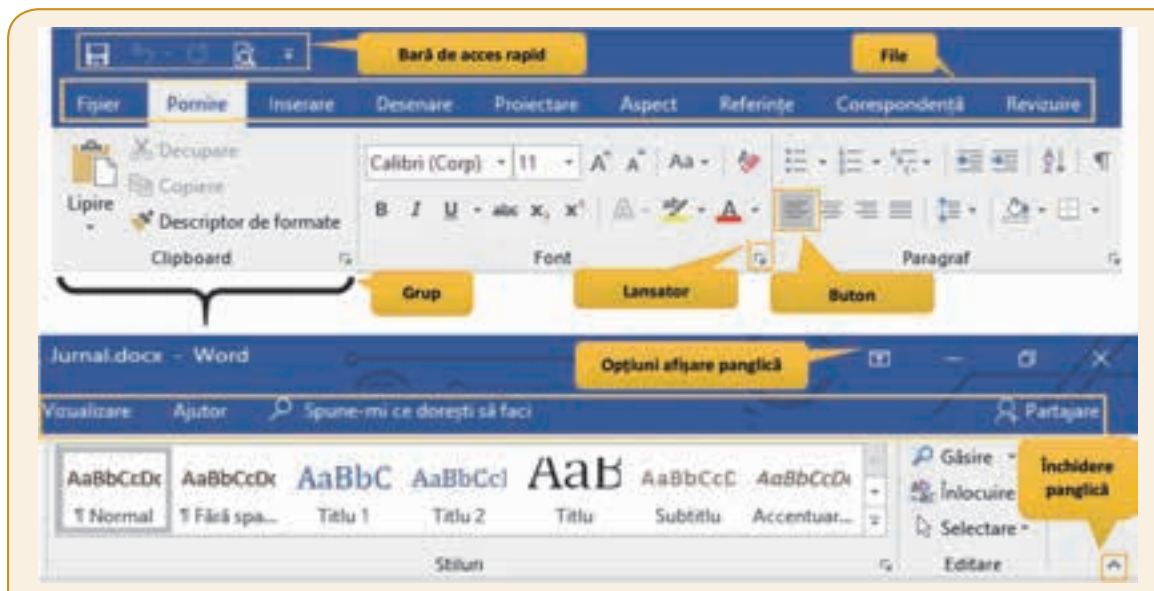 Bară de acces rapid
File
Fișier Pornire Inserare Desenare Proiectare Aspect Referințe Corespondență Revizuire
Decupare
Copiere
Lipire
Descriptor de formate
Calibri (Corp) 11 A A Aa
B I U abc x, x² A A
Clipboard Font Paragraf
Grup Lansator Buton
Jurnal.docx - Word
Opțiuni afișare panglică
Vizualizare Ajutor Spune-mi ce dorești să faci Partajare
AaBbCcDc AaBbCcDc AaBbC AaBbCcI AaB AaBbCcC AaBbCcDc
¶ Normal ¶ Fără spa... Titlu 1 Titlu 2 Titlu Subtitlu Accentuar...
Găsire
Înlocuire
Selectare
Închidere
panglică
Stiluri Editare